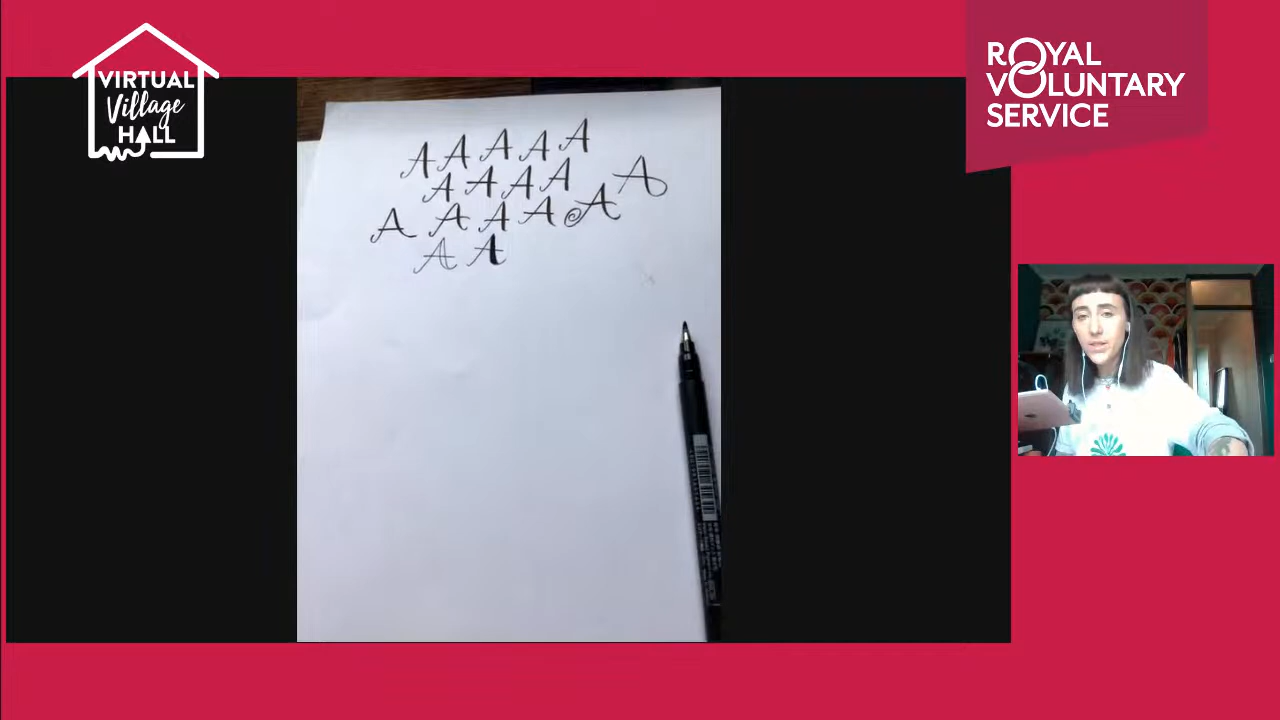 VIRTUAL
Village
HALL
ROYAL
VOLUNTARY
SERVICE
A A A A A
A A A A A
A A A A A
A A